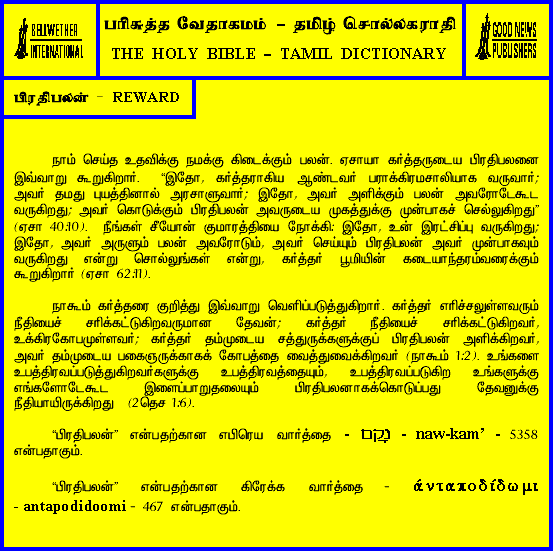 BELLWETHER
INTERNATIONAL
பரிசுத்த வேதாகமம் – தமிழ் சொல்லகராதி
THE HOLY BIBLE – TAMIL DICTIONARY
GOOD NEWS
PUBLISHERS
பிரதிபலன் – REWARD
நாம் செய்த உதவிக்கு நமக்கு கிடைக்கும் பலன். ஏசாயா கர்த்தருடைய பிரதிபலனை
இவ்வாறு கூறுகிறார். “இதோ, கர்த்தராகிய ஆண்டவர் பராக்கிரமசாலியாக வருவார்;
அவர் தமது புயத்தினால் அரசாளுவார்; இதோ, அவர் அளிக்கும் பலன் அவரோடேகூட
வருகிறது; அவர் கொடுக்கும் பிரதிபலன் அவருடைய முகத்துக்கு முன்பாகச் செல்லுகிறது”
(ஏசா 40:10). நீங்கள் சீயோன் குமாரத்தியை நோக்கி: இதோ, உன் இரட்சிப்பு வருகிறது;
இதோ, அவர் அருளும் பலன் அவரோடும், அவர் செய்யும் பிரதிபலன் அவர் முன்பாகவும்
வருகிறது என்று சொல்லுங்கள் என்று, கர்த்தர் பூமியின் கடையாந்தரம்வரைக்கும்
கூறுகிறார் (ஏசா 62:11).
நாகூம் கர்த்தரை குறித்து இவ்வாறு வெளிப்படுத்துகிறார். கர்த்தர் எரிச்சலுள்ளவரும்
நீதியைச் சரிக்கட்டுகிறவருமான தேவன்; கர்த்தர் நீதியைச் சரிக்கட்டுகிறவர்,
உக்கிரகோபமுள்ளவர்; கர்த்தர் தம்முடைய சத்துருக்களுக்குப் பிரதிபலன் அளிக்கிறவர்,
அவர் தம்முடைய பகைஞருக்காகக் கோபத்தை வைத்துவைக்கிறவர் (நாகூம் 1:2). உங்களை
உபத்திரவப்படுத்துகிறவர்களுக்கு உபத்திரவத்தையும், உபத்திரவப்படுகிற உங்களுக்கு
எங்களோடேகூட இளைப்பாறுதலையும் பிரதிபலனாகக்கொடுப்பது தேவனுக்கு
நீதியாயிருக்கிறது (2தெச 1:6).
“பிரதிபலன்” என்பதற்கான எபிரெய வார்த்தை - נָקַם - naw-kam’ - 5358
என்பதாகும்.
“பிரதிபலன்” என்பதற்கான கிரேக்க வார்த்தை - άνταποδίδωμι
- antapodidoomi - 467 என்பதாகும்.